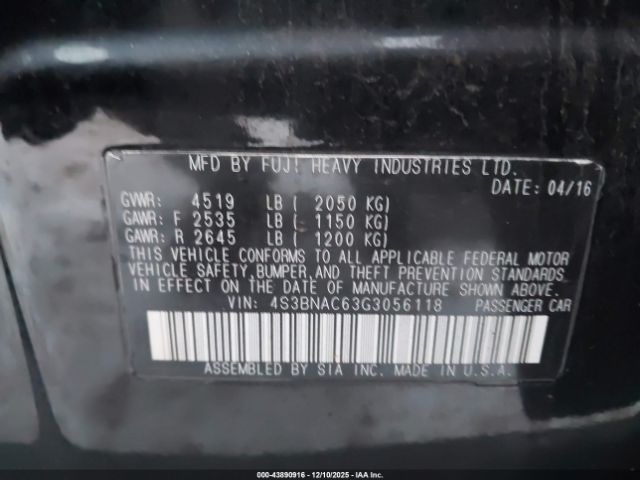 MFD BY FUJI HEAVY INDUSTRIES LTD.
DATE: 04/16
GVWR: 4519 LB ( 2050 KG)
GAWR: F 2535 LB ( 1150 KG)
GAWR: R 2645 LB ( 1200 KG)
THIS VEHICLE CONFORMS TO ALL APPLICABLE FEDERAL MOTOR
VEHICLE SAFETY, BUMPER, AND THEFT PREVENTION STANDARDS
IN EFFECT ON THE DATE OF MANUFACTURE SHOWN ABOVE.
VIN: 4S3BNAC63G3056118 PASSENGER CAR
ASSEMBLED BY SIA INC. MADE IN U.S.A.
000-43890916 - 12/10/2025 - IAA Holdings, LLC, Inc.